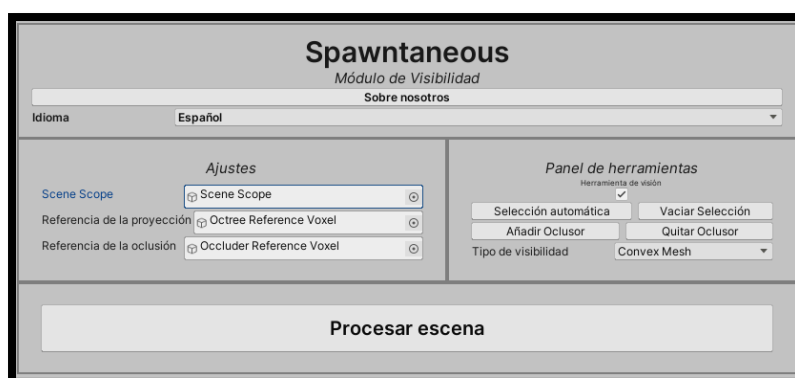 Spawntaneous
Módulo de Visibilidad
Sobre nosotros
Idioma Español
Ajustes
Scene Scope Scene Scope
Referencia de la proyección Octree Reference Voxel
Referencia de la oclusión Occluder Reference Voxel
Panel de herramientas
Herramienta de visión
Selección automática Vaciar Selección
Añadir Oclusor Quitar Oclusor
Tipo de visibilidad Convex Mesh
Procesar escena